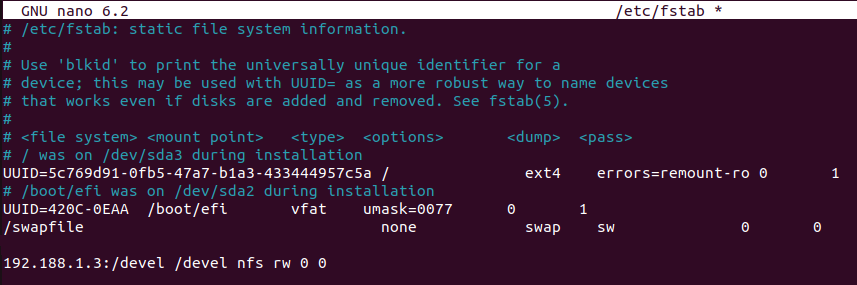 GNU nano 6.2 /etc/fstab *
# /etc/fstab: static file system information.
#
# Use 'blkid' to print the universally unique identifier for a
# device; this may be used with UUID= as a more robust way to name devices
# that works even if disks are added and removed. See fstab(5).
#
# <file system> <mount point>   <type>  <options>       <dump>  <pass>
# / was on /dev/sda3 during installation
UUID=5c769d91-0fb5-47a7-b1a3-433444957c5a /               ext4    errors=remount-ro 0       1
# /boot/efi was on /dev/sda2 during installation
UUID=420C-0EAA  /boot/efi       vfat    umask=0077      0       1
/swapfile                                 none            swap    sw              0       0
192.188.1.3:/devel /devel nfs rw 0 0